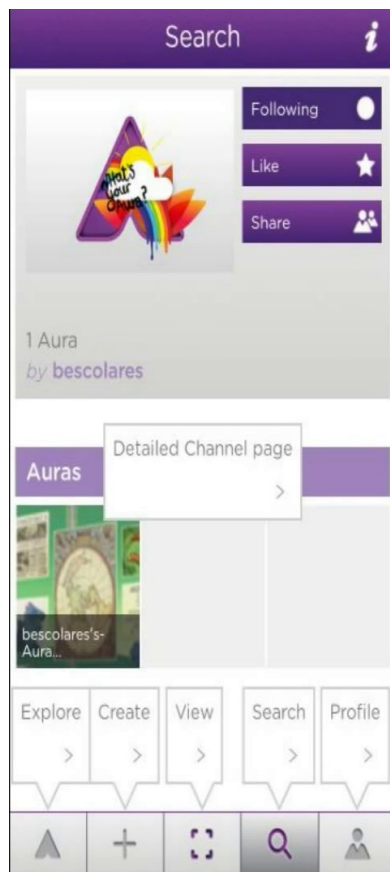 Search
i
Following
Like
Share
What's
your
Aura?
1 Aura
by bescolares
Detailed Channel page
>
Auras
bescolares's-
Aura...
Explore Create View Search Profile
> > > > >